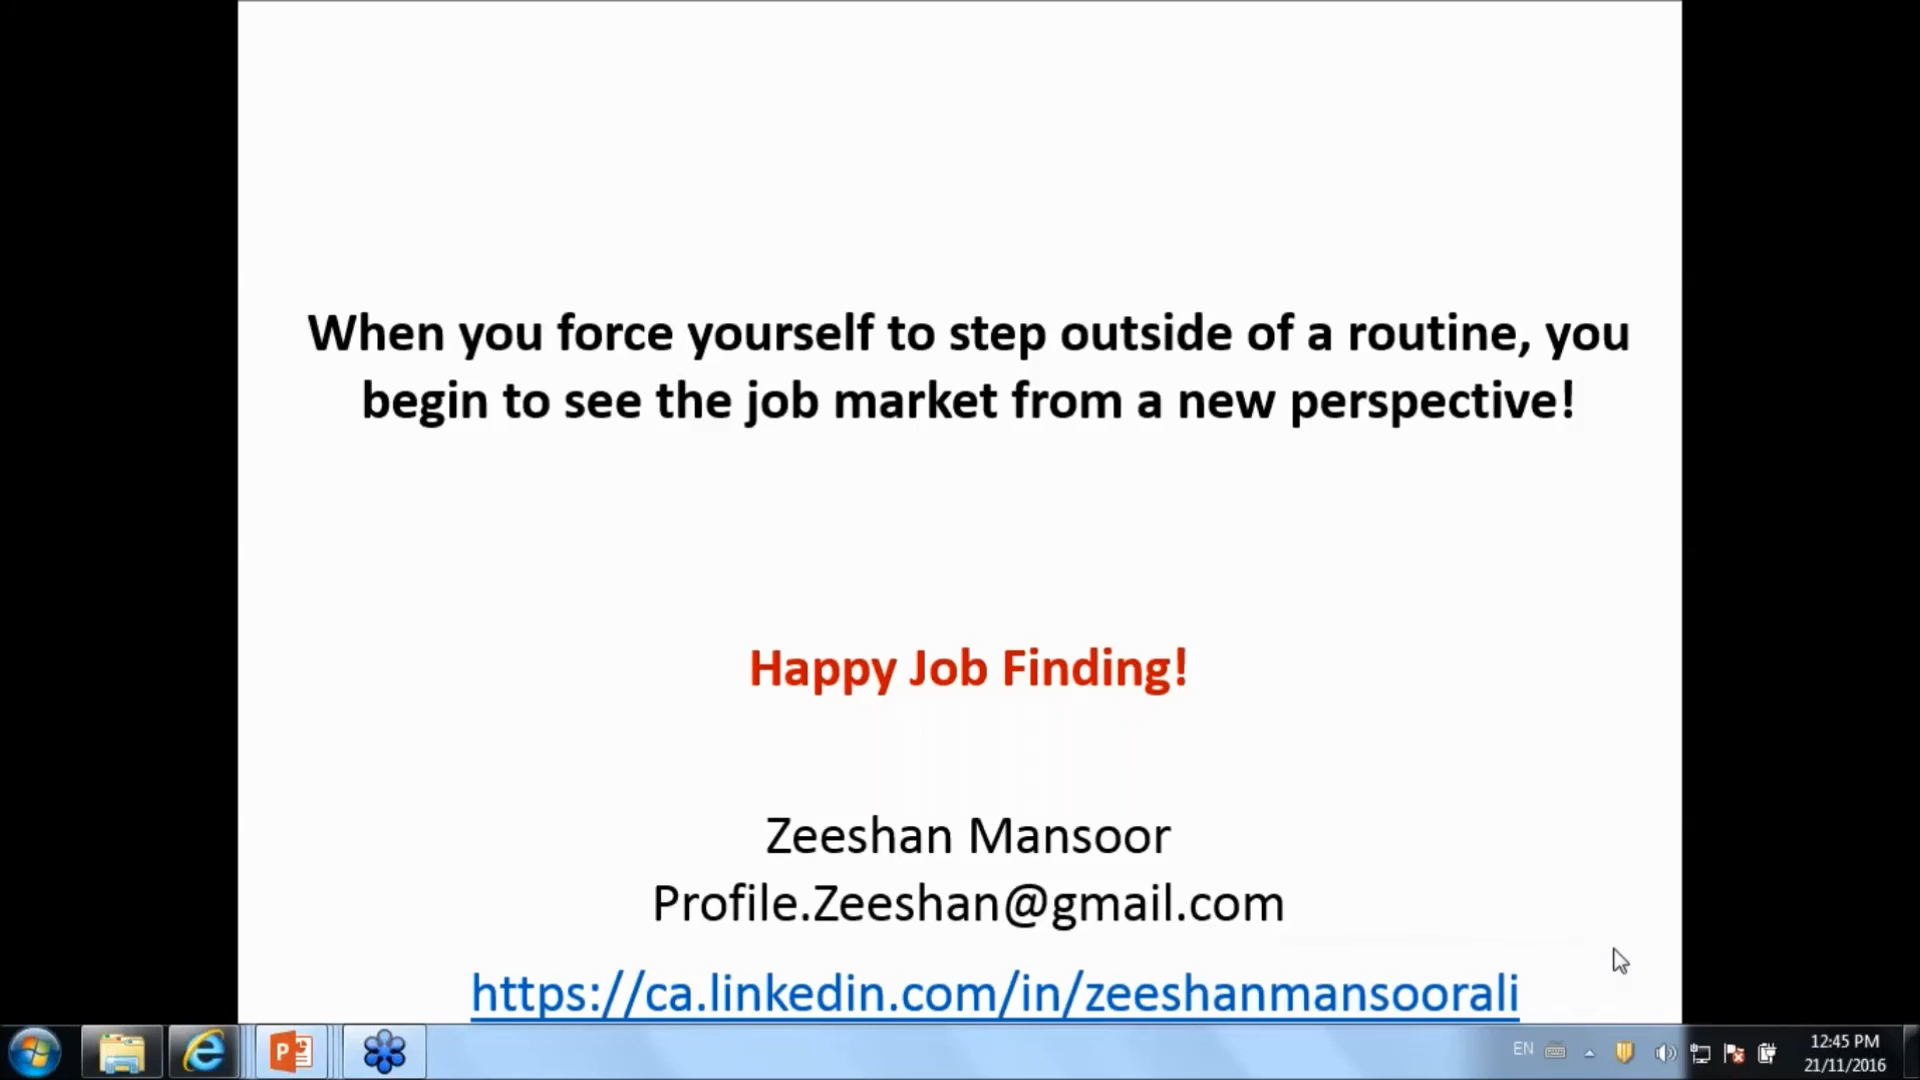 When you force yourself to step outside of a routine, you
begin to see the job market from a new perspective!
Happy Job Finding!
Zeeshan Mansoor
Profile.Zeeshan@gmail.com
https://ca.linkedin.com/in/zeeshanmansoorali
EN
12:45 PM
21/11/2016